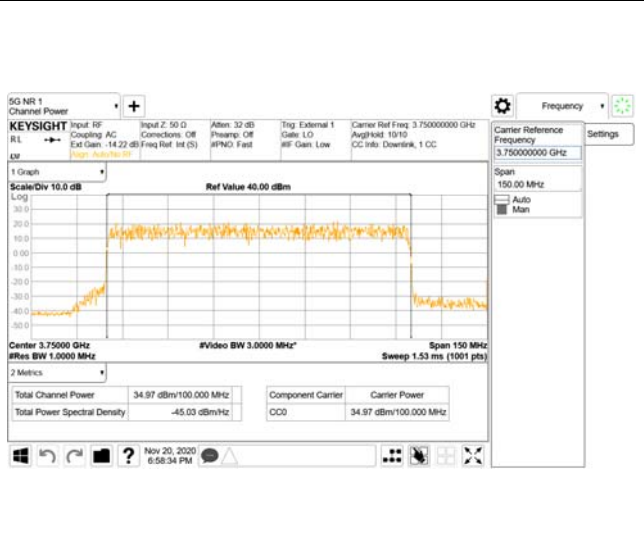 5G NR 1
Channel Power
Frequency
KEYSIGHT
RL
Input: RF
Coupling: AC
Ext Gain: -14.22 dB
Align: Auto/No RF
Input Z: 50 Ω
Corrections: Off
Freq Ref: Int (S)
Atten: 32 dB
Preamp: Off
#PNO: Fast
Trig: External 1
Gate: LO
#IF Gain: Low
Carrier Ref Freq: 3.750000000 GHz
Avg|Hold: 10/10
CC Info: Downlink, 1 CC
Carrier Reference
Frequency
3.750000000 GHz
Settings
Span
150.00 MHz
Auto
Man
1 Graph
Scale/Div 10.0 dB
Ref Value 40.00 dBm
Log
30.0
20.0
10.0
0.00
-10.0
-20.0
-30.0
-40.0
-50.0
Center 3.75000 GHz
#Video BW 3.0000 MHz*
Span 150 MHz
#Res BW 1.0000 MHz
Sweep 1.53 ms (1001 pts)
2 Metrics
Total Channel Power 34.97 dBm/100.000 MHz
Total Power Spectral Density -45.03 dBm/Hz
Component Carrier Carrier Power
CC0 34.97 dBm/100.000 MHz
?
Nov 20, 2020
6:58:34 PM